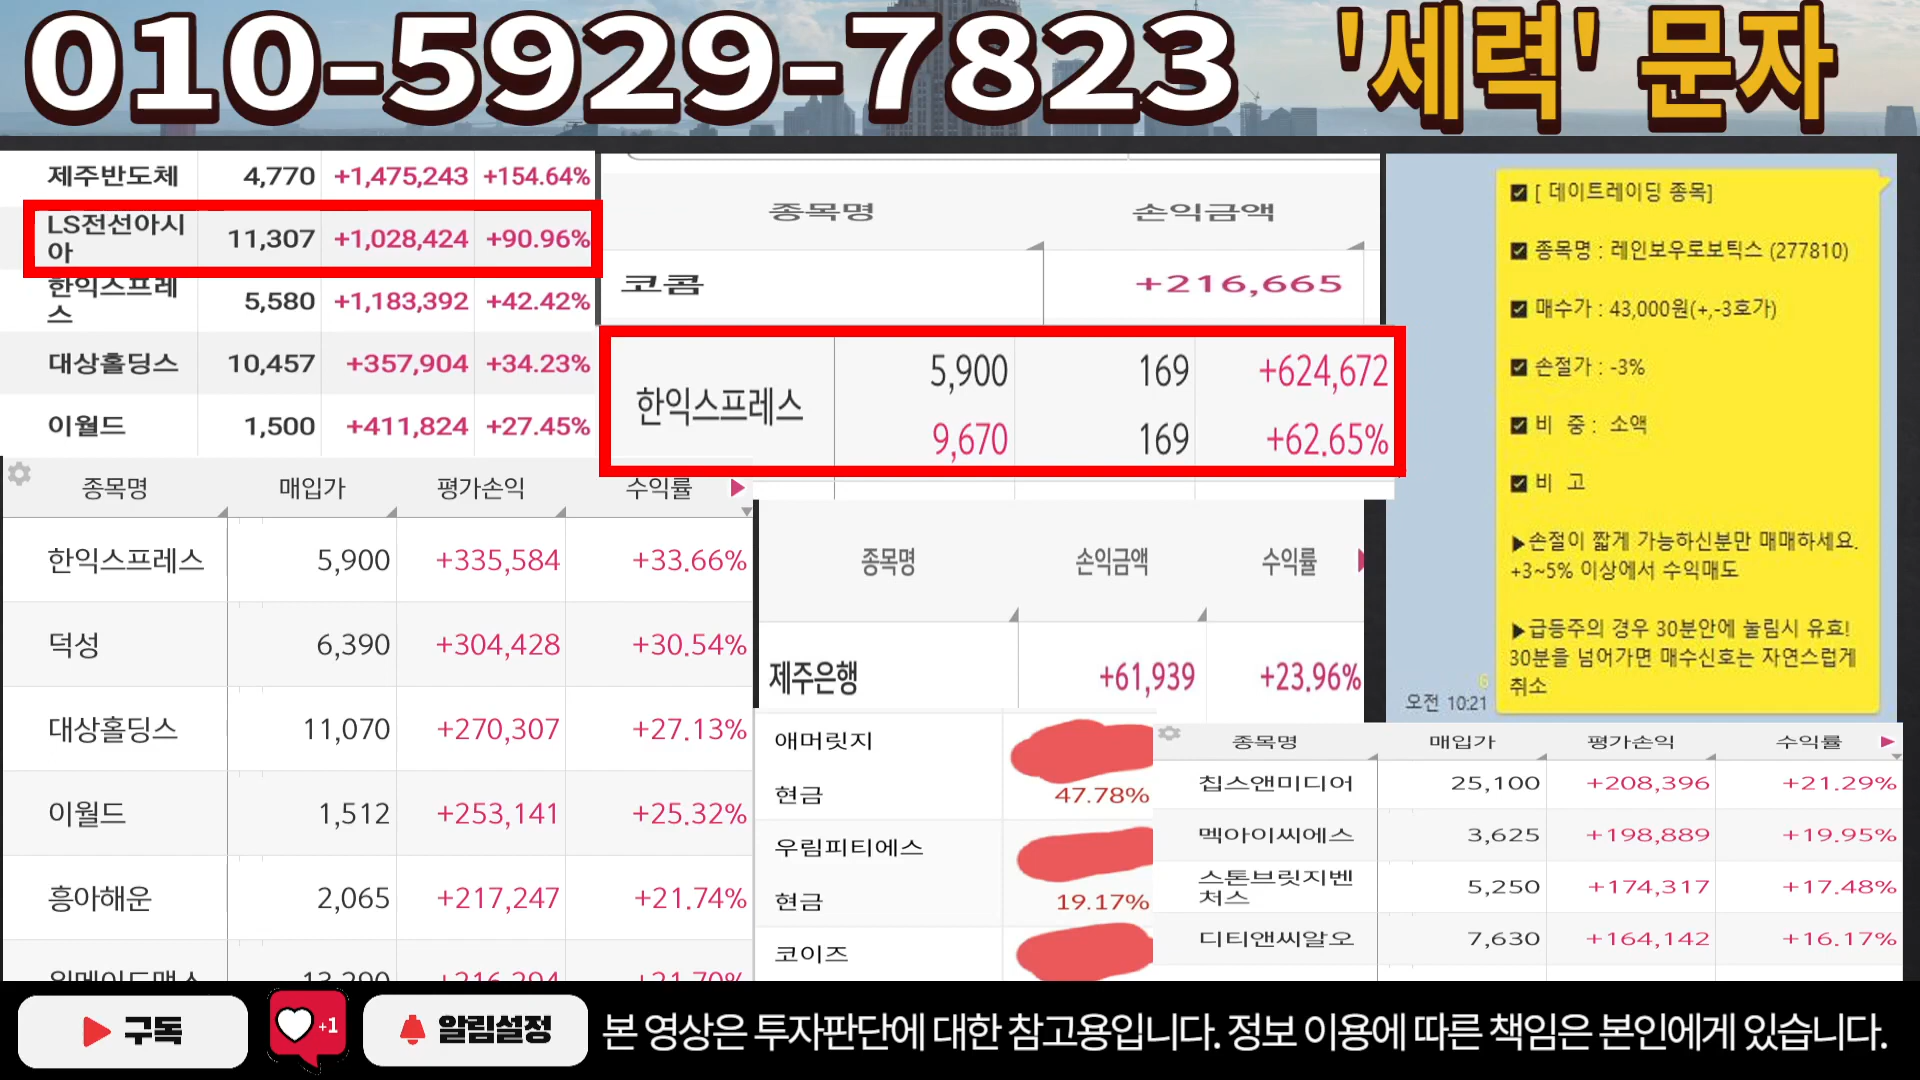 010-5929-7823 '세력' 문자
제주반도체 4,770 +1,475,243 +154.64%
LS전선아시아 11,307 +1,028,424 +90.96%
한익스프레스 5,580 +1,183,392 +42.42%
대상홀딩스 10,457 +357,904 +34.23%
이월드 1,500 +411,824 +27.45%
종목명 손익금액
코콤 +216,665
한익스프레스 5,900 169 +624,672
9,670 169 +62.65%
☑ [ 데이트레이딩 종목]
☑ 종목명 : 레인보우로보틱스 (277810)
☑ 매수가 : 43,000원(+,-3호가)
☑ 손절가 : -3%
☑ 비 중 : 소액
☑ 비 고
▶손절이 짧게 가능하신분만 매매하세요.
+3~5% 이상에서 수익매도
▶급등주의 경우 30분안에 눌림시 유효!
30분을 넘어가면 매수신호는 자연스럽게
취소
6
오전 10:21
종목명 매입가 평가손익 수익률
한익스프레스 5,900 +335,584 +33.66%
덕성 6,390 +304,428 +30.54%
대상홀딩스 11,070 +270,307 +27.13%
이월드 1,512 +253,141 +25.32%
흥아해운 2,065 +217,247 +21.74%
종목명 손익금액 수익률
제주은행 +61,939 +23.96%
애머릿지
현금 47.78%
우림피티에스
현금 19.17%
코이즈
종목명 매입가 평가손익 수익률
칩스앤미디어 25,100 +208,396 +21.29%
멕아이씨에스 3,625 +198,889 +19.95%
스톤브릿지벤처스 5,250 +174,317 +17.48%
디티앤씨알오 7,630 +164,142 +16.17%
구독 +1 알림설정 본 영상은 투자판단에 대한 참고용입니다. 정보 이용에 따른 책임은 본인에게 있습니다.